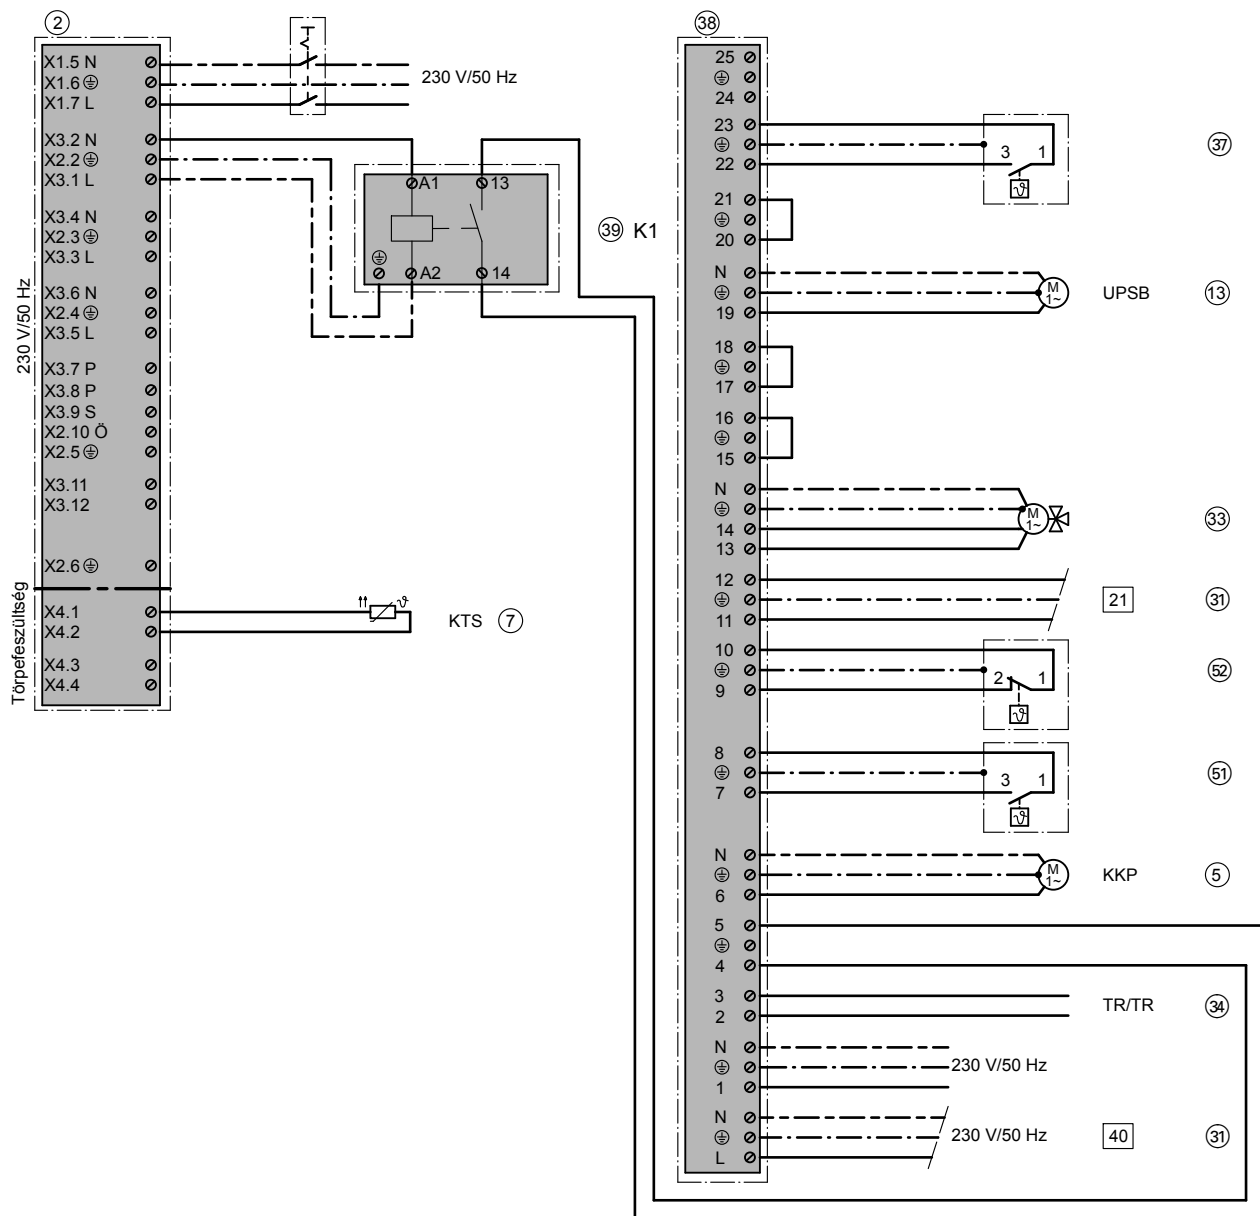 2
X1.5 N
X1.6
X1.7 L
230 V/50 Hz
X3.2 N
X2.2
X3.1 L
X3.4 N
X2.3
X3.3 L
X3.6 N
X2.4
X3.5 L
X3.7 P
X3.8 P
X3.9 S
X2.10 Ö
X2.5
X3.11
X3.12
X2.6
X4.1
X4.2
X4.3
X4.4
230 V/50 Hz
Törpefeszültség
A1 13
A2 14
39 K1
ϑ
KTS 7
38
25
24
23
22
3 1
ϑ
37
21
20
N
19
M
1~
UPSB 13
18
17
16
15
N
14
13
M
1~
33
12
11
21 31
10
9
2 1
ϑ
52
8
7
3 1
ϑ
51
N
6
M
1~
KKP 5
5
4
3
2
TR/TR 34
N
1
230 V/50 Hz
N
L
230 V/50 Hz 40 31